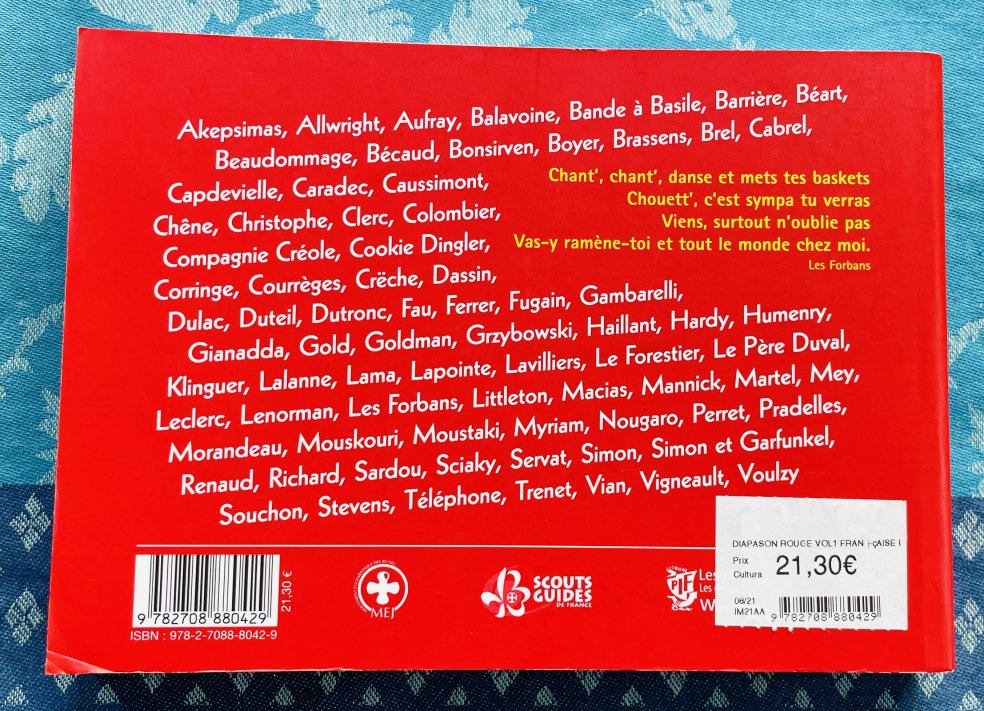 Akepsimas, Allwright, Aufray, Balavoine, Bande à Basile, Barrière, Béart,
Beaudommage, Bécaud, Bonsirven, Boyer, Brassens, Brel, Cabrel,
Capdevielle, Caradec, Caussimont,
Chêne, Christophe, Clerc, Colombier,
Compagnie Créole, Cookie Dingler,
Corringe, Courrèges, Crëche, Dassin,
Dulac, Duteil, Dutronc, Fau, Ferrer, Fugain, Gambarelli,
Gianadda, Gold, Goldman, Grzybowski, Haillant, Hardy, Humenry,
Klinguer, Lalanne, Lama, Lapointe, Lavilliers, Le Forestier, Le Père Duval,
Leclerc, Lenorman, Les Forbans, Littleton, Macias, Mannick, Martel, Mey,
Morandeau, Mouskouri, Moustaki, Myriam, Nougaro, Perret, Pradelles,
Renaud, Richard, Sardou, Sciaky, Servat, Simon, Simon et Garfunkel,
Souchon, Stevens, Téléphone, Trenet, Vian, Vigneault, Voulzy
Chant', chant', danse et mets tes baskets
Chouett', c'est sympa tu verras
Viens, surtout n'oublie pas
Vas-y ramène-toi et tout le monde chez moi.
Les Forbans
9 782708 880429
21,30 €
ISBN : 978-2-7088-8042-9
MEJ
SCOUTS
GUIDES
DE FRANCE
PIF
Les
Les
W
DIAPASON ROUGE VOL1 FRAN
Prix
Cultura
21,30€
08/21
IM21AA
9 782708 880429